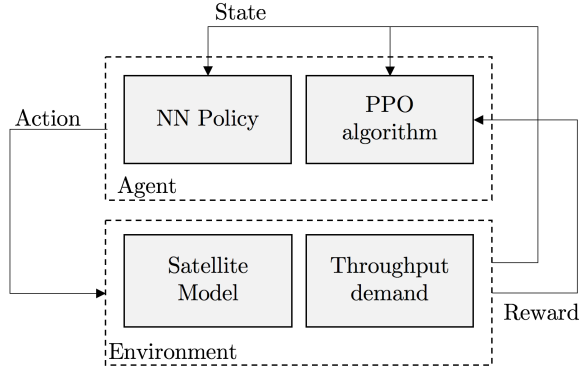 State
NN Policy
PPO
algorithm
Action
Agent
Satellite
Model
Throughput
demand
Reward
Environment